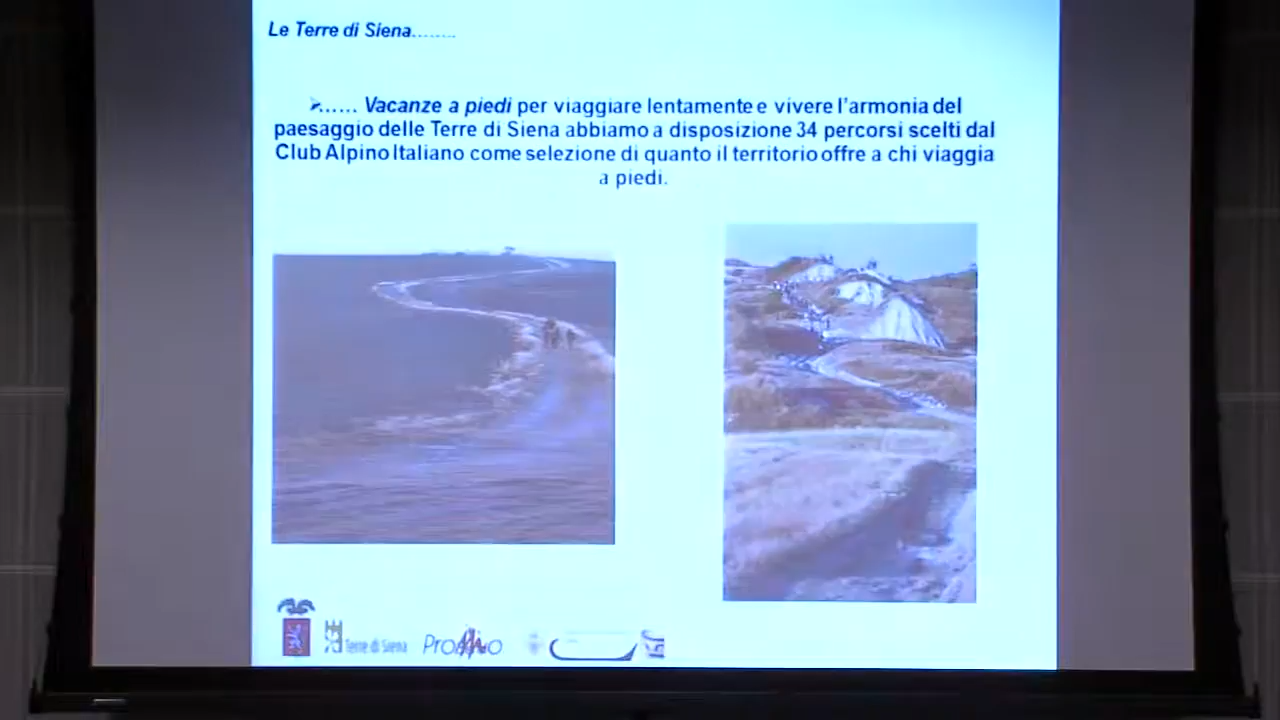 Le Terre di Siena........
...... Vacanze a piedi per viaggiare lentamente e vivere l'armonia del
paesaggio delle Terre di Siena abbiamo a disposizione 34 percorsi scelti dal
Club Alpino Italiano come selezione di quanto il territorio offre a chi viaggia
a piedi.
Terre di Siena